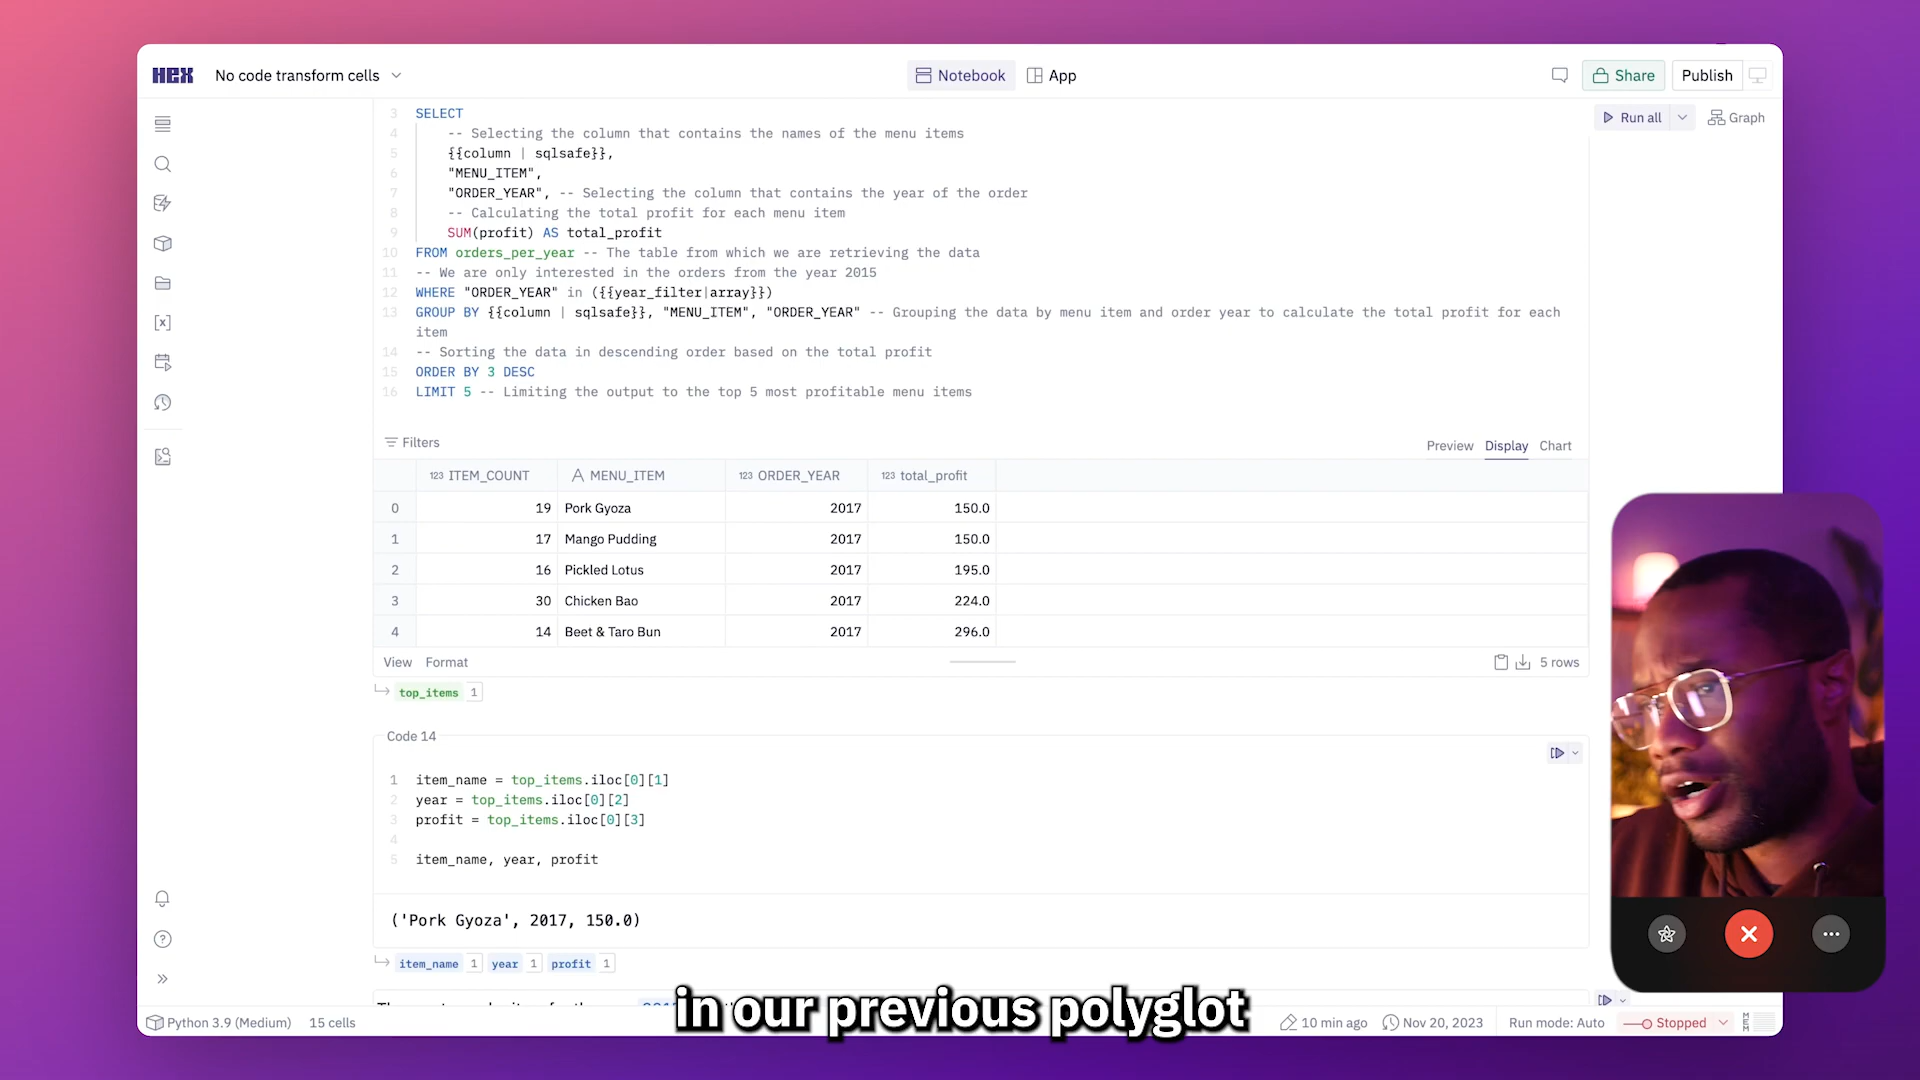 HEX No code transform cells
Notebook App
Share Publish
Run all Graph
3 SELECT
4 -- Selecting the column that contains the names of the menu items
5 {{column | sqlsafe}},
6 "MENU_ITEM",
7 "ORDER_YEAR", -- Selecting the column that contains the year of the order
8 -- Calculating the total profit for each menu item
9 SUM(profit) AS total_profit
10 FROM orders_per_year -- The table from which we are retrieving the data
11 -- We are only interested in the orders from the year 2015
12 WHERE "ORDER_YEAR" in ({{year_filter|array}})
13 GROUP BY {{column | sqlsafe}}, "MENU_ITEM", "ORDER_YEAR" -- Grouping the data by menu item and order year to calculate the total profit for each
item
14 -- Sorting the data in descending order based on the total profit
15 ORDER BY 3 DESC
16 LIMIT 5 -- Limiting the output to the top 5 most profitable menu items
Filters
Preview Display Chart
123 ITEM_COUNT A MENU_ITEM 123 ORDER_YEAR 123 total_profit
0 19 Pork Gyoza 2017 150.0
1 17 Mango Pudding 2017 150.0
2 16 Pickled Lotus 2017 195.0
3 30 Chicken Bao 2017 224.0
4 14 Beet & Taro Bun 2017 296.0
View Format 5 rows
top_items 1
Code 14
1 item_name = top_items.iloc[0][1]
2 year = top_items.iloc[0][2]
3 profit = top_items.iloc[0][3]
4
5 item_name, year, profit
('Pork Gyoza', 2017, 150.0)
item_name 1 year 1 profit 1
in our previous polyglot
Python 3.9 (Medium) 15 cells
10 min ago Nov 20, 2023 Run mode: Auto Stopped
MEM